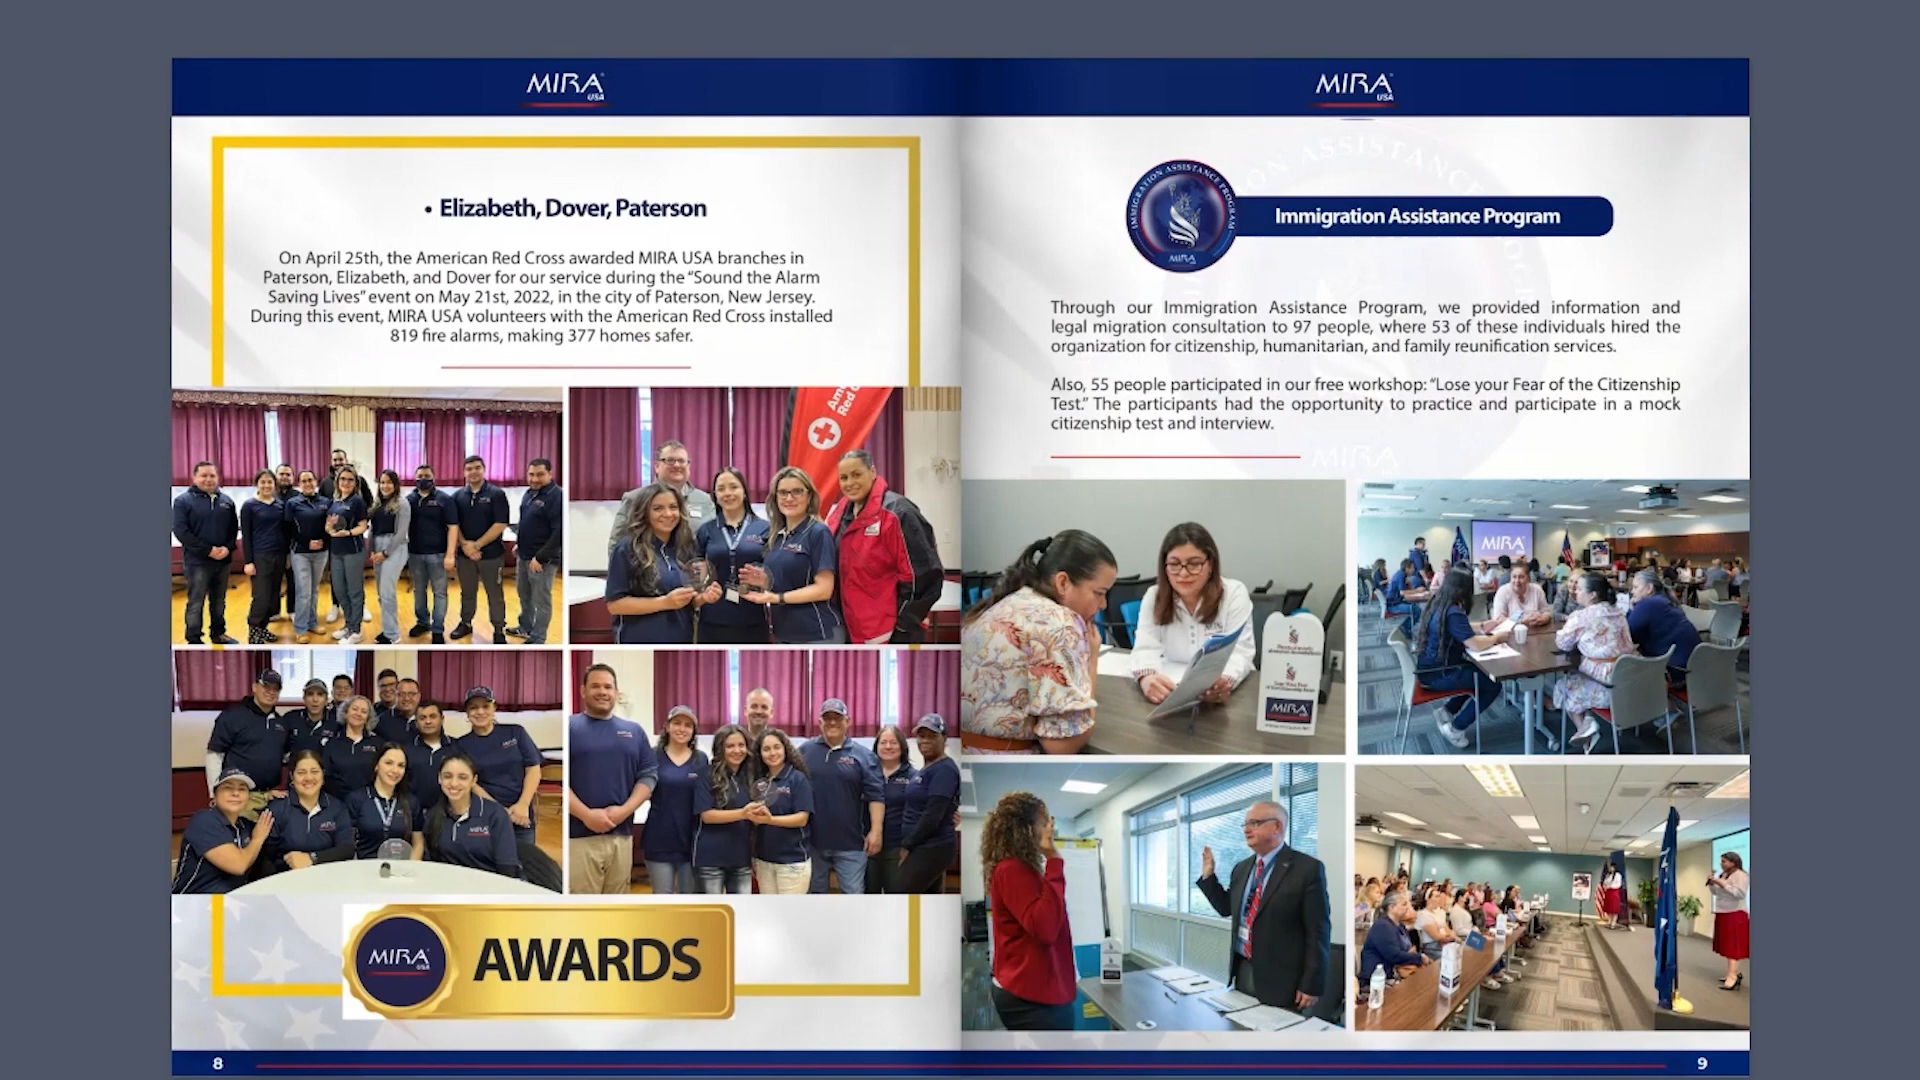 MIRA
USA
• Elizabeth, Dover, Paterson
On April 25th, the American Red Cross awarded MIRA USA branches in
Paterson, Elizabeth, and Dover for our service during the “Sound the Alarm
Saving Lives” event on May 21st, 2022, in the city of Paterson, New Jersey.
During this event, MIRA USA volunteers with the American Red Cross installed
819 fire alarms, making 377 homes safer.
MIRA
USA
AWARDS
8
MIRA
USA
IMMIGRATION ASSISTANCE PROGRAM
MIRA
Immigration Assistance Program
Through our Immigration Assistance Program, we provided information and
legal migration consultation to 97 people, where 53 of these individuals hired the
organization for citizenship, humanitarian, and family reunification services.
Also, 55 people participated in our free workshop: “Lose your Fear of the Citizenship
Test.” The participants had the opportunity to practice and participate in a mock
citizenship test and interview.
MIRA
MIRA
MIRA
9